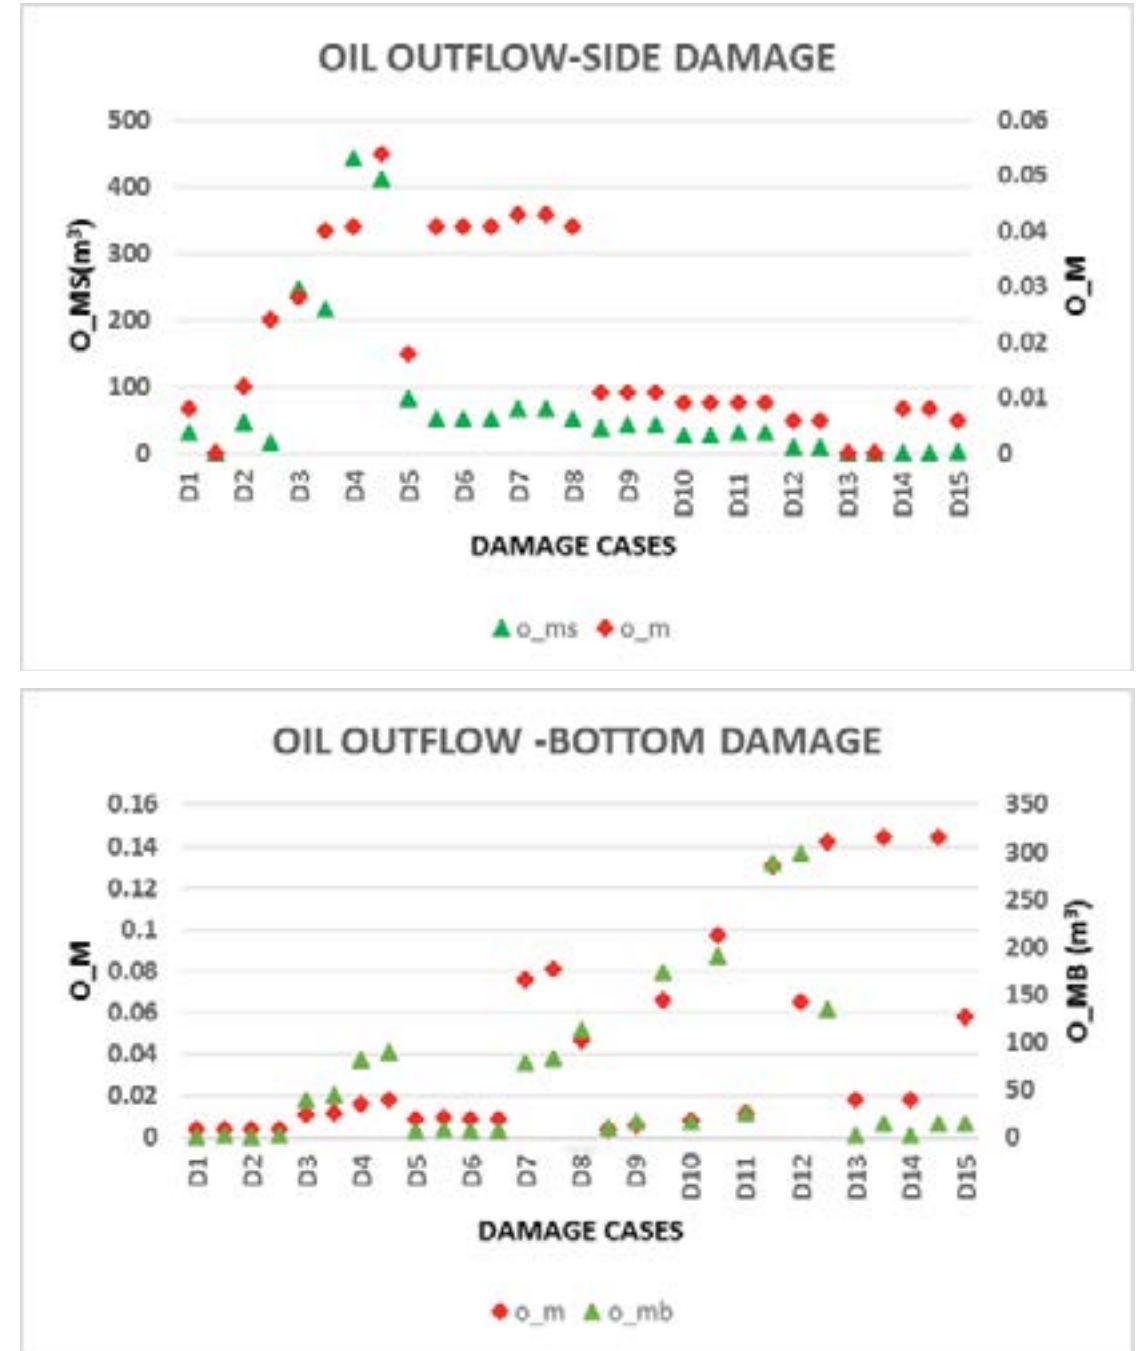 OIL OUTFLOW-SIDE DAMAGE
500
400
300
200
100
0
O_MS(m³)
0.06
0.05
0.04
0.03
0.02
0.01
0
O_M
D1 D2 D3 D4 D5 D6 D7 D8 D9 D10 D11 D12 D13 D14 D15
DAMAGE CASES
o_ms o_m
OIL OUTFLOW -BOTTOM DAMAGE
0.16
0.14
0.12
0.1
0.08
0.06
0.04
0.02
0
O_M
350
300
250
200
150
100
50
0
O_MB (m³)
D1 D2 D3 D4 D5 D6 D7 D8 D9 D10 D11 D12 D13 D14 D15
DAMAGE CASES
o_m o_mb